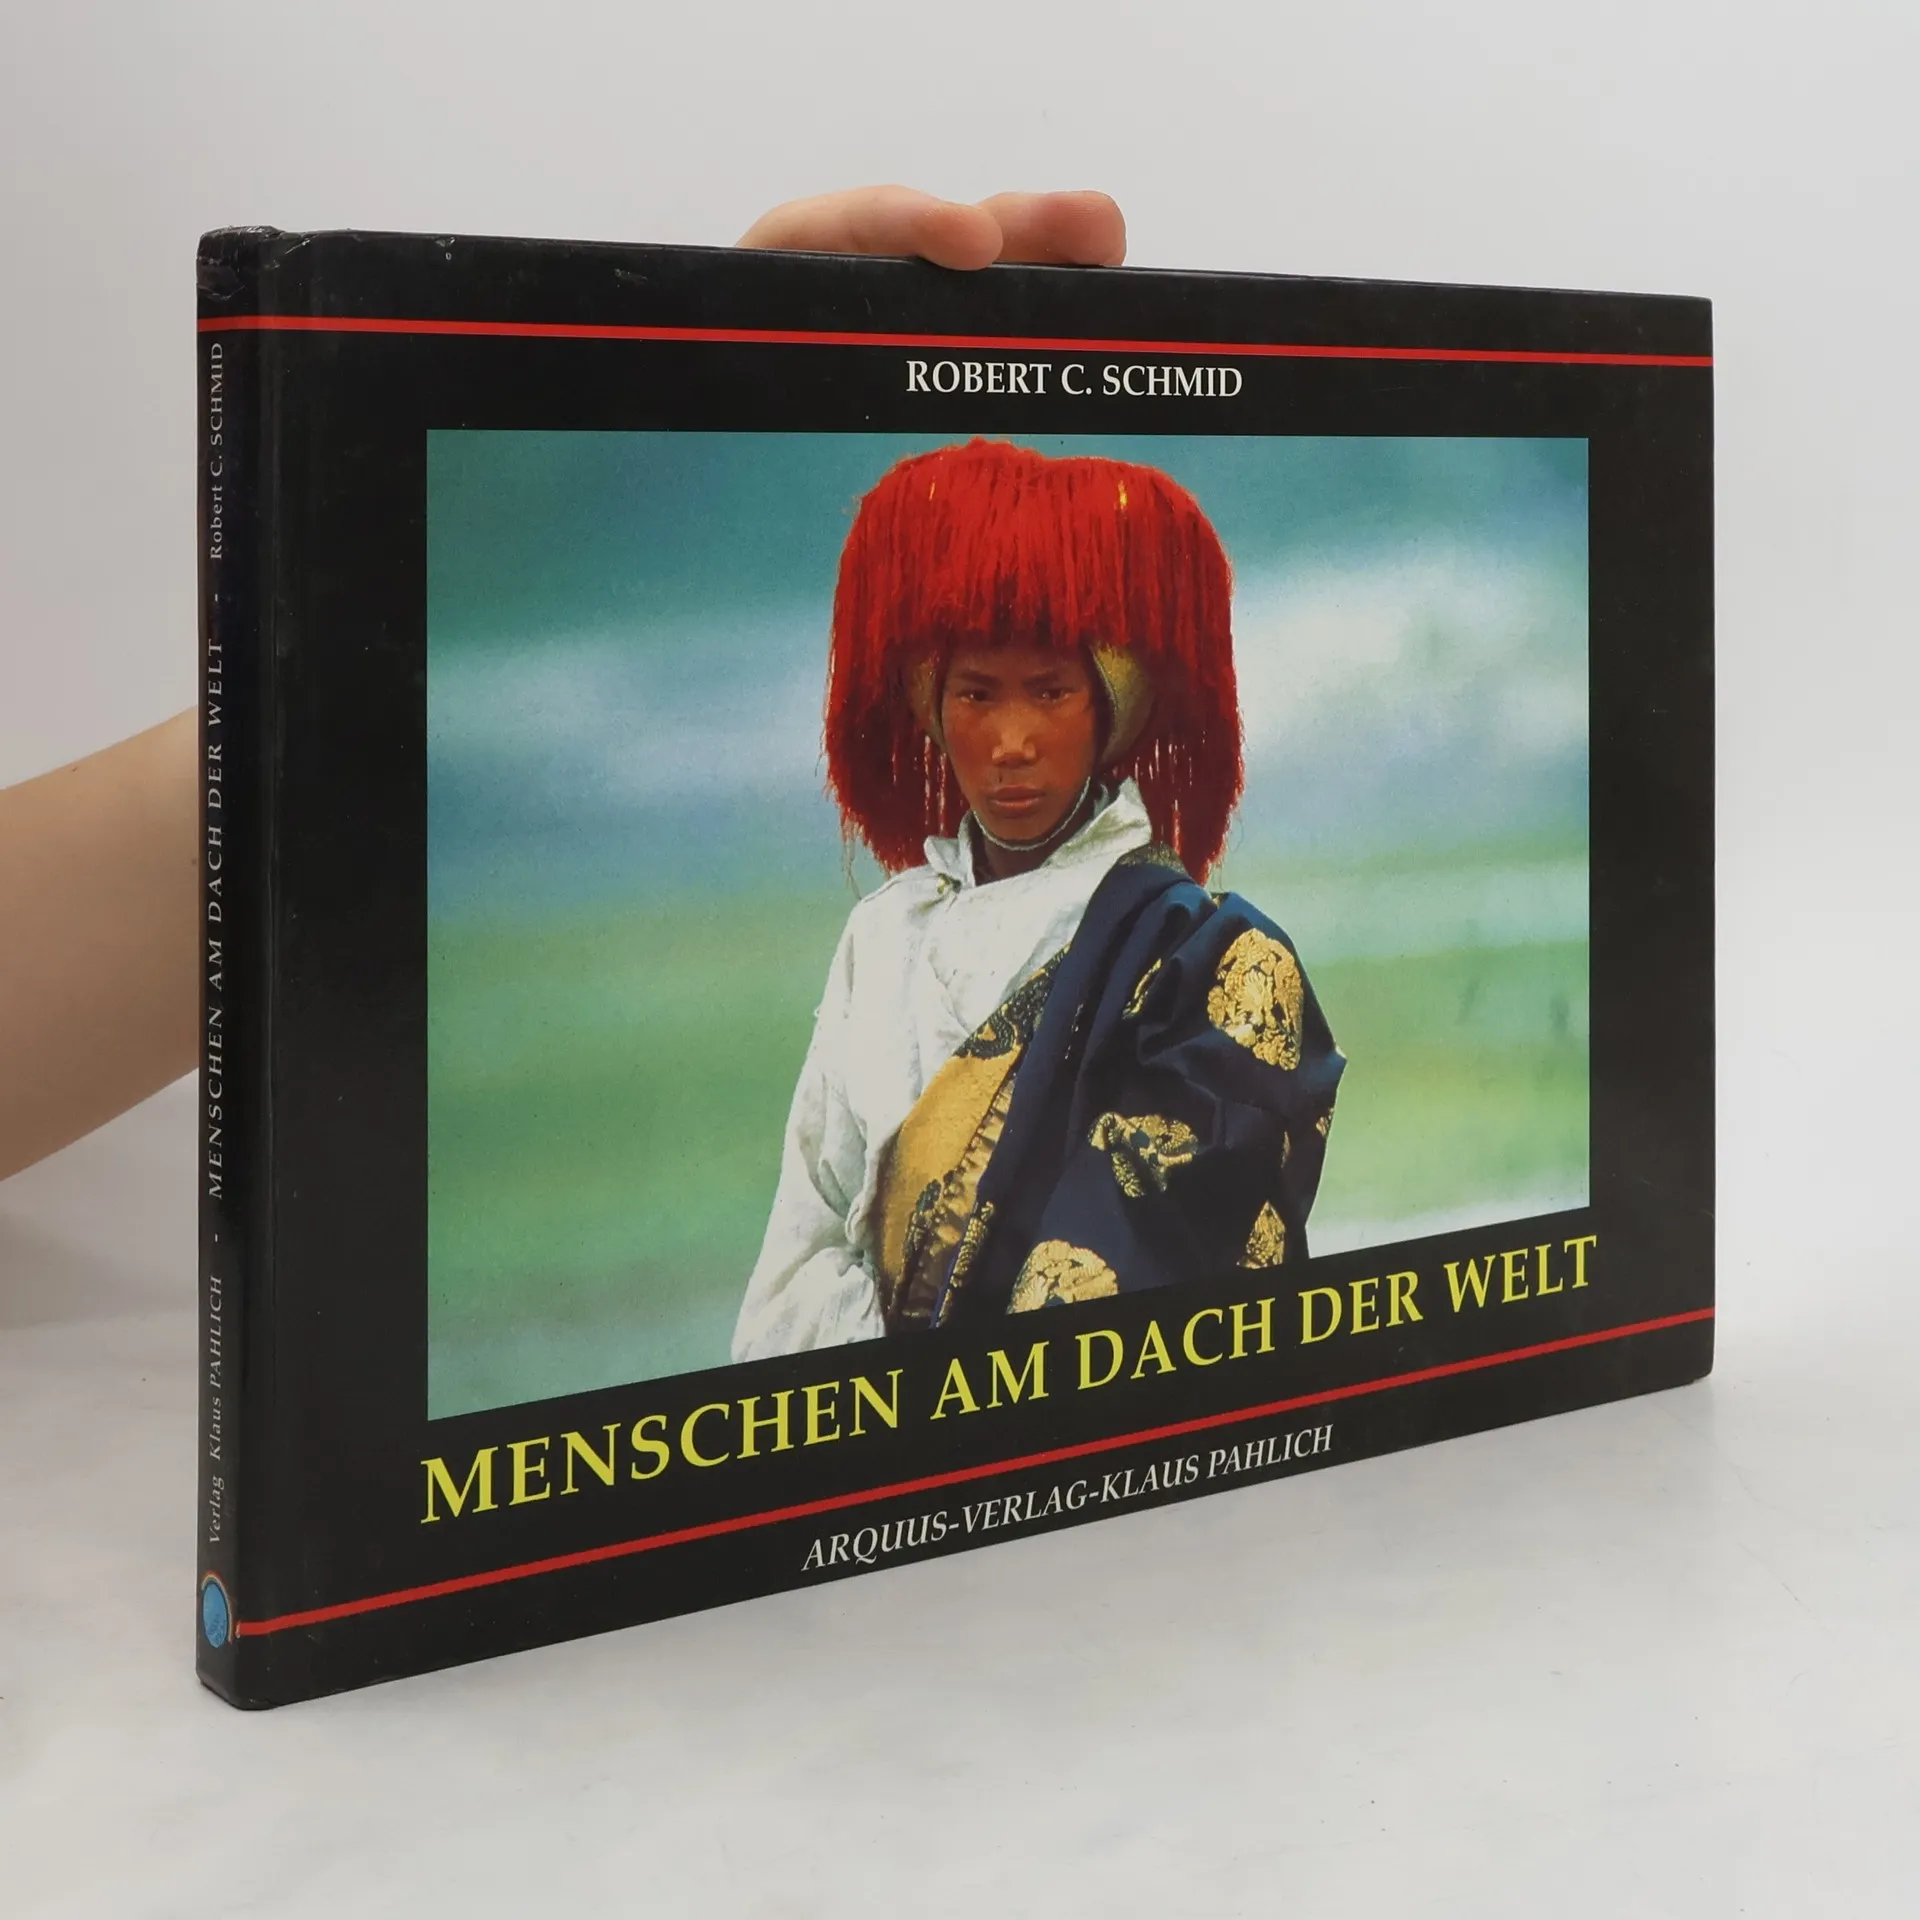 ROBERT C. SCHMID
MENSCHEN AM DACH DER WELT
ARQUUS-VERLAG-KLAUS PAHLICH
Verlag Klaus PAHLICH - MENSCHEN AM DACH DER WELT - Robert C. SCHMID